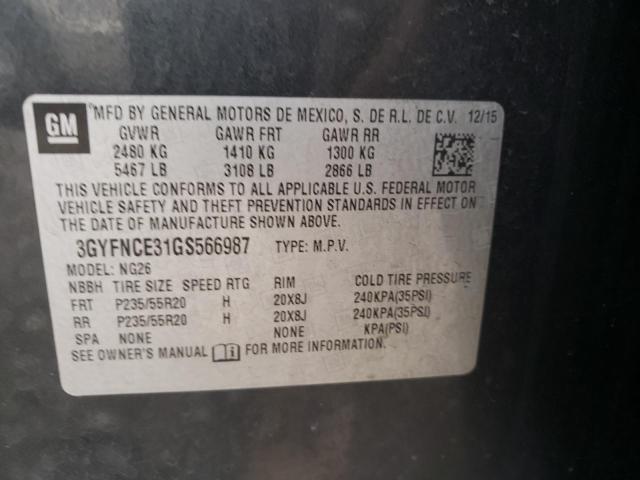 GM
MFD BY GENERAL MOTORS DE MEXICO, S. DE R.L. DE C.V. 12/15
GVWR GAWR FRT GAWR RR
2480 KG 1410 KG 1300 KG
5467 LB 3108 LB 2866 LB
THIS VEHICLE CONFORMS TO ALL APPLICABLE U.S. FEDERAL MOTOR
VEHICLE SAFETY AND THEFT PREVENTION STANDARDS IN EFFECT ON
THE DATE OF MANUFACTURE SHOWN ABOVE.
3GYFNCE31GS566987 TYPE: M.P.V.
MODEL: NG26
NBBH TIRE SIZE SPEED RTG RIM COLD TIRE PRESSURE
FRT P235/55R20 H 20X8J 240KPA(35PSI)
RR P235/55R20 H 20X8J 240KPA(35PSI)
SPA NONE NONE KPA(PSI)
SEE OWNER'S MANUAL FOR MORE INFORMATION.